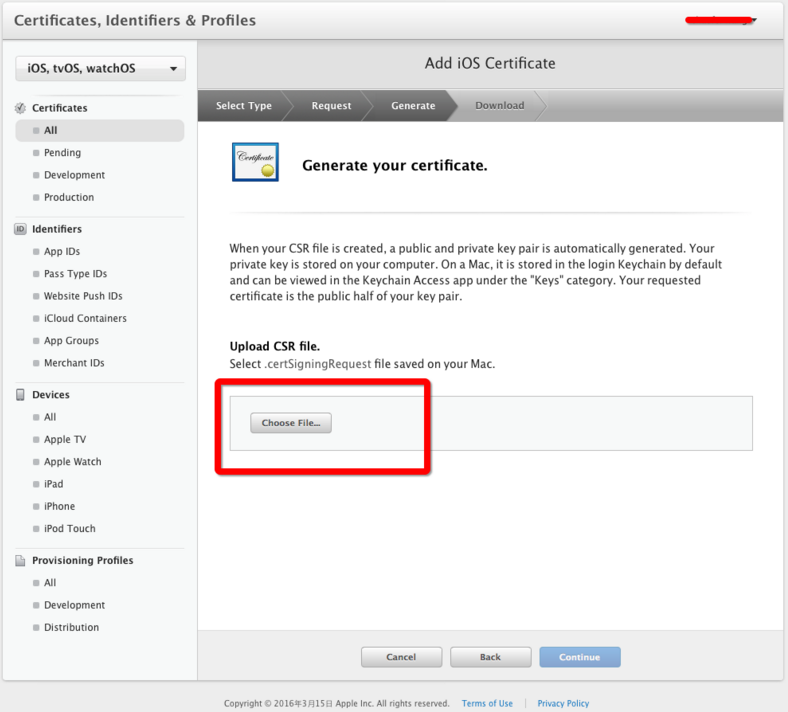 Certificates, Identifiers & Profiles
iOS, tvOS, watchOS
Certificates
All
Pending
Development
Production
Identifiers
App IDs
Pass Type IDs
Website Push IDs
iCloud Containers
App Groups
Merchant IDs
Devices
All
Apple TV
Apple Watch
iPad
iPhone
iPod Touch
Provisioning Profiles
All
Development
Distribution
Add iOS Certificate
Select Type
Request
Generate
Download
Certificate
Generate your certificate.
When your CSR file is created, a public and private key pair is automatically generated. Your
private key is stored on your computer. On a Mac, it is stored in the login Keychain by default
and can be viewed in the Keychain Access app under the "Keys" category. Your requested
certificate is the public half of your key pair.
Upload CSR file.
Select .certSigningRequest file saved on your Mac.
Choose File...
Cancel
Back
Continue
Copyright © 2016年3月15日 Apple Inc. All rights reserved.
Terms of Use
Privacy Policy